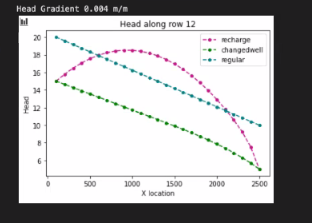 Head Gradient 0.004 m/m
Head along row 12
recharge
changedwell
regular
Head
20
18
16
14
12
10
8
6
0
500
1000
1500
2000
2500
X location